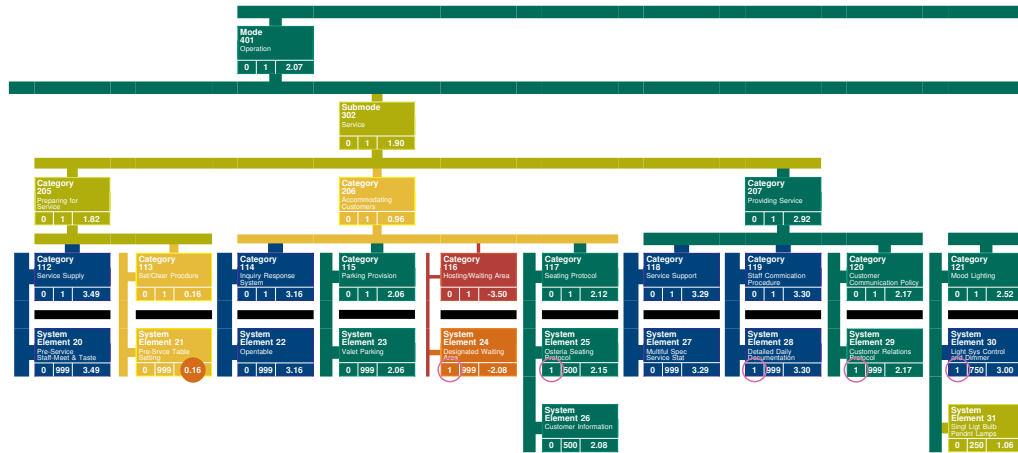 Mode
401
Operation
0 1 2.07
Submode
302
Service
0 1 1.90
Category
205
Preparing for
Service
0 1 1.82
Category
206
Accommodating
Customers
0 1 0.96
Category
207
Providing Service
0 1 2.92
Category
112
Service Supply
0 1 3.49
Category
113
Set/Clear Procdure
0 1 0.16
Category
114
Inquiry Response
System
0 1 3.16
Category
115
Parking Provision
0 1 2.06
Category
116
Hosting/Waiting Area
0 1 -3.50
Category
117
Seating Protocol
0 1 2.12
Category
118
Service Support
0 1 3.29
Category
119
Staff Commication
Procedure
0 1 3.30
Category
120
Customer
Communication Policy
0 1 2.17
Category
121
Mood Lighting
0 1 2.52
System
Element 20
Pre-Service
Staff-Meet & Taste
0 999 3.49
System
Element 21
Pre-Srvce Table
Setting
0 999 0.16
System
Element 22
Opentable
0 999 3.16
System
Element 23
Valet Parking
0 999 2.06
System
Element 24
Designated Waiting
Area
1 999 -2.08
System
Element 25
Osteria Seating
Protocol
1 500 2.15
System
Element 27
Multiful Spec
Service Stat
0 999 3.29
System
Element 28
Detailed Daily
Documentation
1 999 3.30
System
Element 29
Customer Relations
Protocol
1 999 2.17
System
Element 30
Light Sys Control
and Dimmer
1 750 3.00
System
Element 26
Customer Information
0 500 2.08
System
Element 31
Singl Ligt Bulb
Pendnt Lamps
0 250 1.06